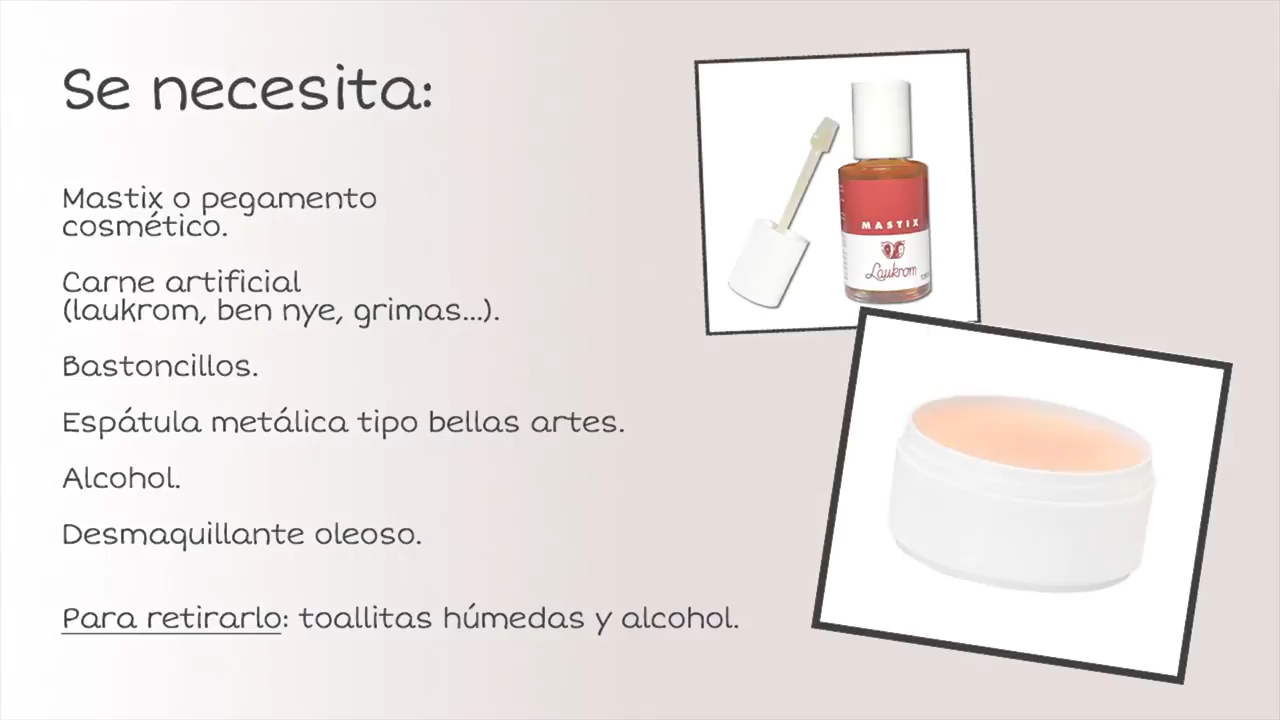 Se necesita:
Mastix o pegamento
cosmético.
Carne artificial
(laukrom, ben nye, grimas...).
Bastoncillos.
Espátula metálica tipo bellas artes.
Alcohol.
Desmaquillante oleoso.
Para retirarlo: toallitas húmedas y alcohol.
MASTIX
Laukrom